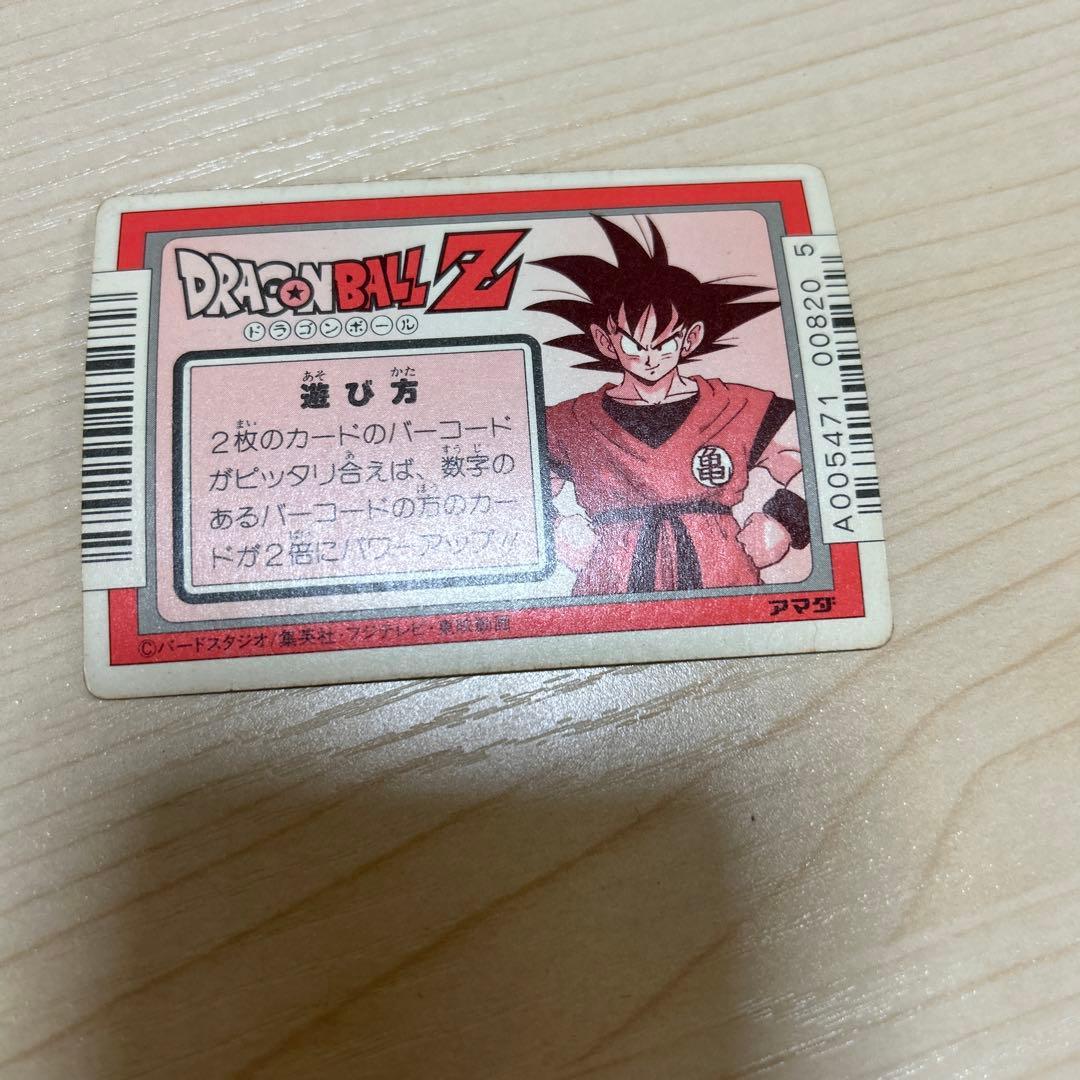 DRAGON BALL Z
ドラゴンボール
遊び方
2枚のカードのバーコード
がピッタリ合えば、数字の
あるバーコードの方のカー
ドが2倍にパワーアップ!!
亀
A005471 00820 5
アマダ
©バードスタジオ/集英社・フジテレビ・東映動画